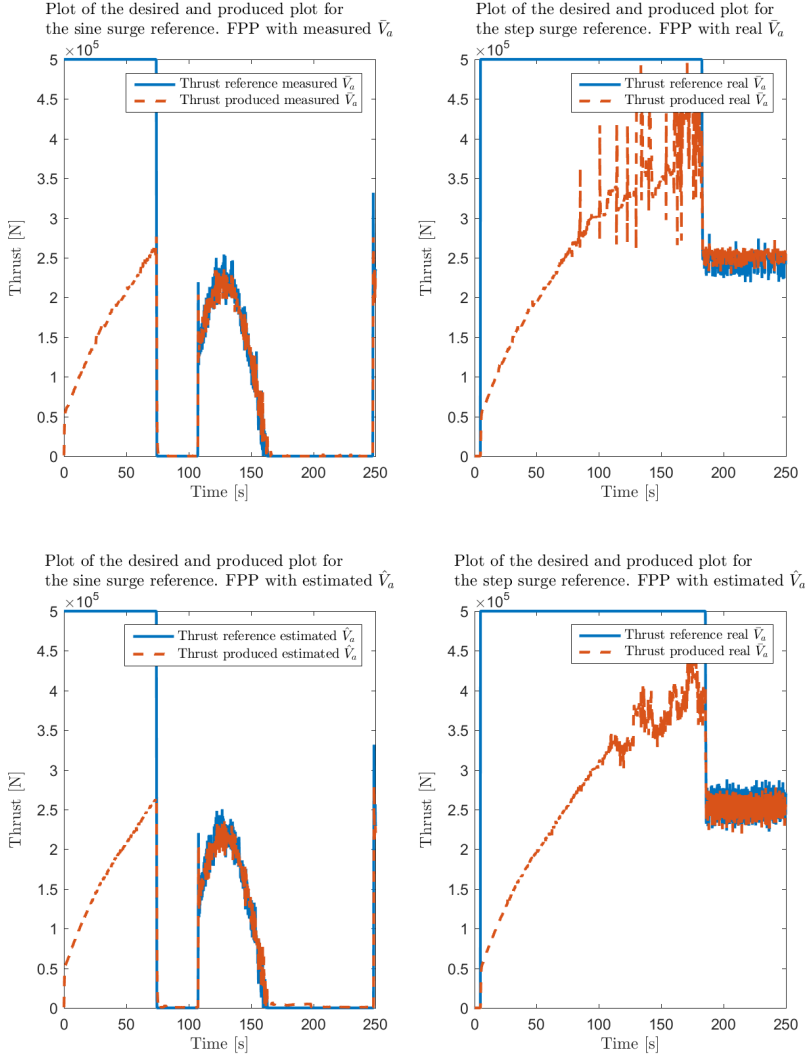 Plot of the desired and produced plot for
the sine surge reference. FPP with measured V̄ₐ
×10⁵
5
4.5
4
3.5
3
2.5
2
1.5
1
0.5
0
Thrust [N]
Thrust reference measured V̄ₐ
Thrust produced measured V̄ₐ
0 50 100 150 200 250
Time [s]
Plot of the desired and produced plot for
the step surge reference. FPP with real V̄ₐ
×10⁵
5
4.5
4
3.5
3
2.5
2
1.5
1
0.5
0
Thrust [N]
Thrust reference real V̄ₐ
Thrust produced real V̄ₐ
0 50 100 150 200 250
Time [s]
Plot of the desired and produced plot for
the sine surge reference. FPP with estimated V̂ₐ
×10⁵
5
4.5
4
3.5
3
2.5
2
1.5
1
0.5
0
Thrust [N]
Thrust reference estimated V̂ₐ
Thrust produced estimated V̂ₐ
0 50 100 150 200 250
Time [s]
Plot of the desired and produced plot for
the step surge reference. FPP with estimated V̂ₐ
×10⁵
5
4.5
4
3.5
3
2.5
2
1.5
1
0.5
0
Thrust [N]
Thrust reference real V̄ₐ
Thrust produced real V̄ₐ
0 50 100 150 200 250
Time [s]